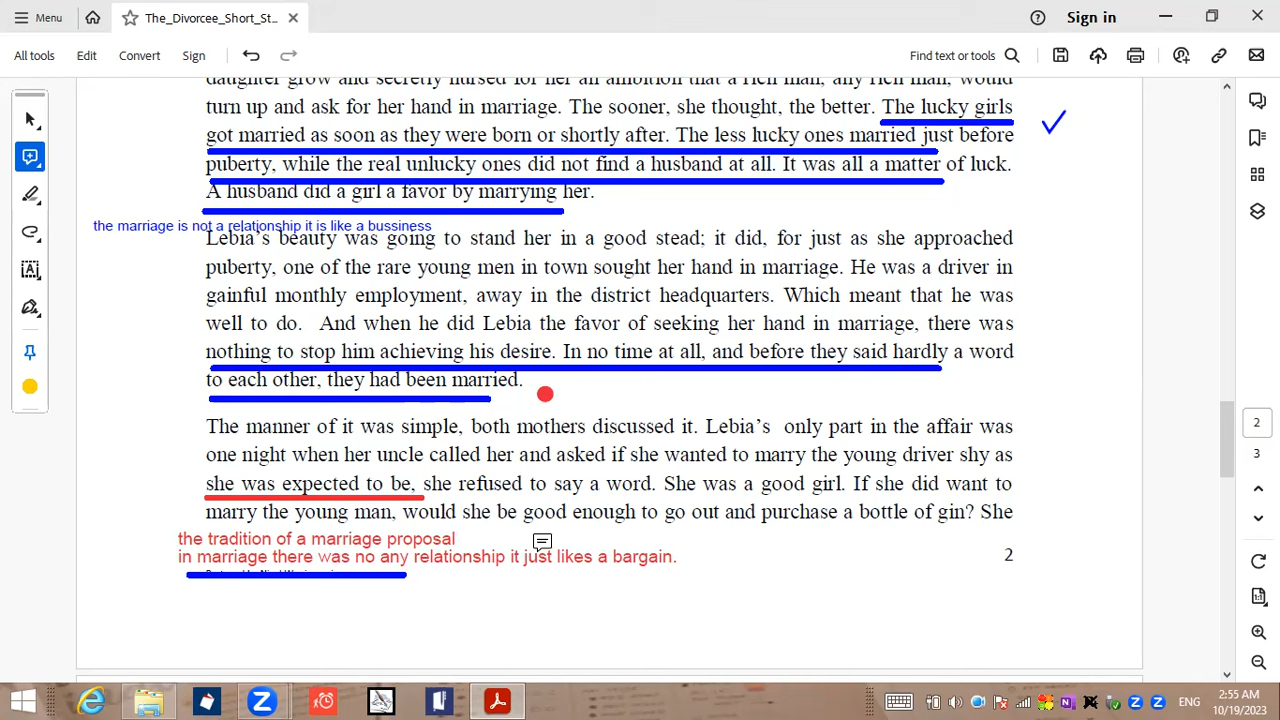 Menu
The_Divorcee_Short_St...
Sign in
All tools
Edit
Convert
Sign
Find text or tools
daughter grow and secretly nursed for her an ambition that a rich man, any rich man, would
turn up and ask for her hand in marriage. The sooner, she thought, the better. The lucky girls
got married as soon as they were born or shortly after. The less lucky ones married just before
puberty, while the real unlucky ones did not find a husband at all. It was all a matter of luck.
A husband did a girl a favor by marrying her.
the marriage is not a relationship it is like a bussiness
Lebia's beauty was going to stand her in a good stead; it did, for just as she approached
puberty, one of the rare young men in town sought her hand in marriage. He was a driver in
gainful monthly employment, away in the district headquarters. Which meant that he was
well to do. And when he did Lebia the favor of seeking her hand in marriage, there was
nothing to stop him achieving his desire. In no time at all, and before they said hardly a word
to each other, they had been married.
The manner of it was simple, both mothers discussed it. Lebia's only part in the affair was
one night when her uncle called her and asked if she wanted to marry the young driver shy as
she was expected to be, she refused to say a word. She was a good girl. If she did want to
marry the young man, would she be good enough to go out and purchase a bottle of gin? She
the tradition of a marriage proposal
in marriage there was no any relationship it just likes a bargain.
2
2
3
ENG
2:55 AM
10/19/2023